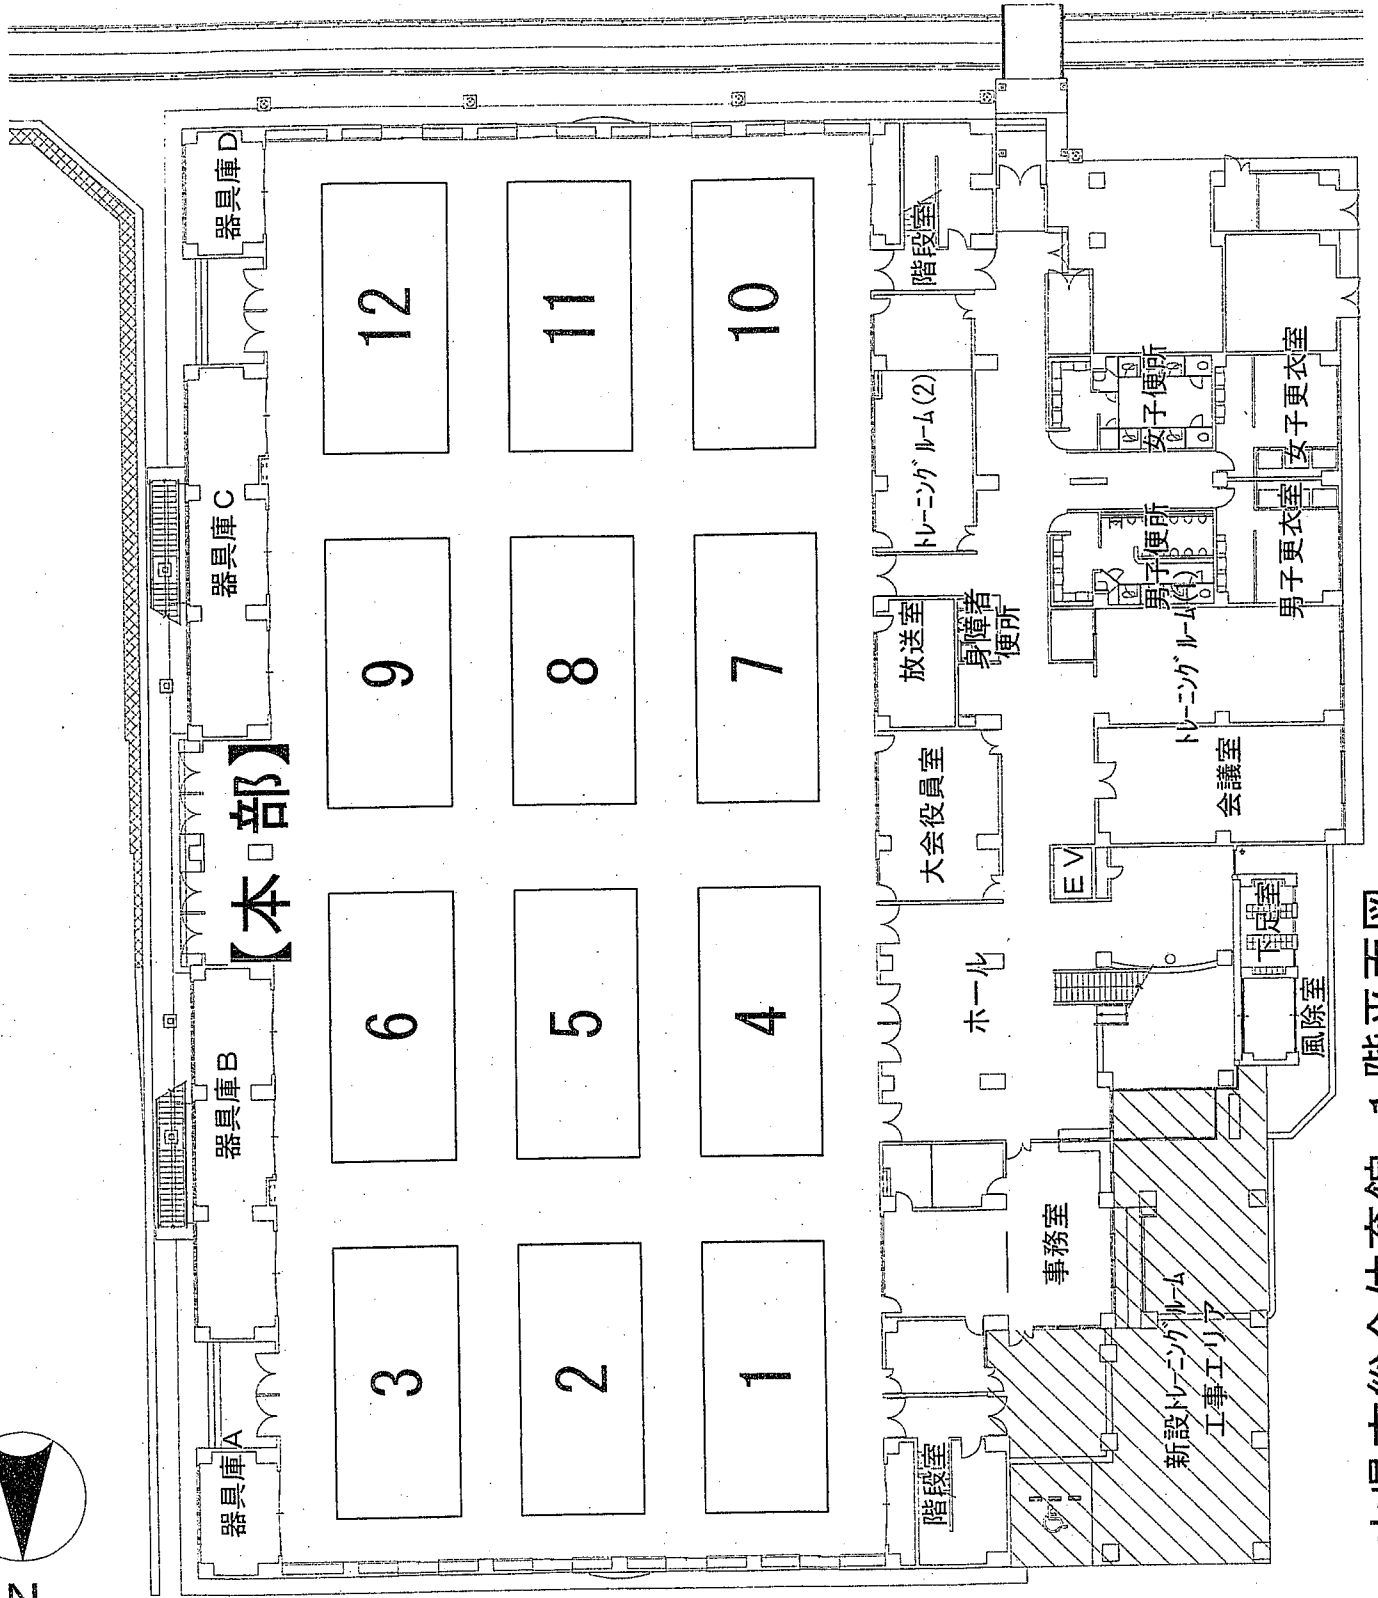 器具庫A
器具庫B
【本部】
器具庫C
器具庫D
3
6
9
12
2
5
8
11
1
4
7
10
階段室
ホール
大会役員室
放送室
身障者
便所
トレーニングルーム(2)
階段室
事務室
EV
会議室
トレーニングルーム(1)
男子便所
女子便所
男子更衣室
女子更衣室
新設トレーニングルーム
工事エリア
風除室
下足室
N